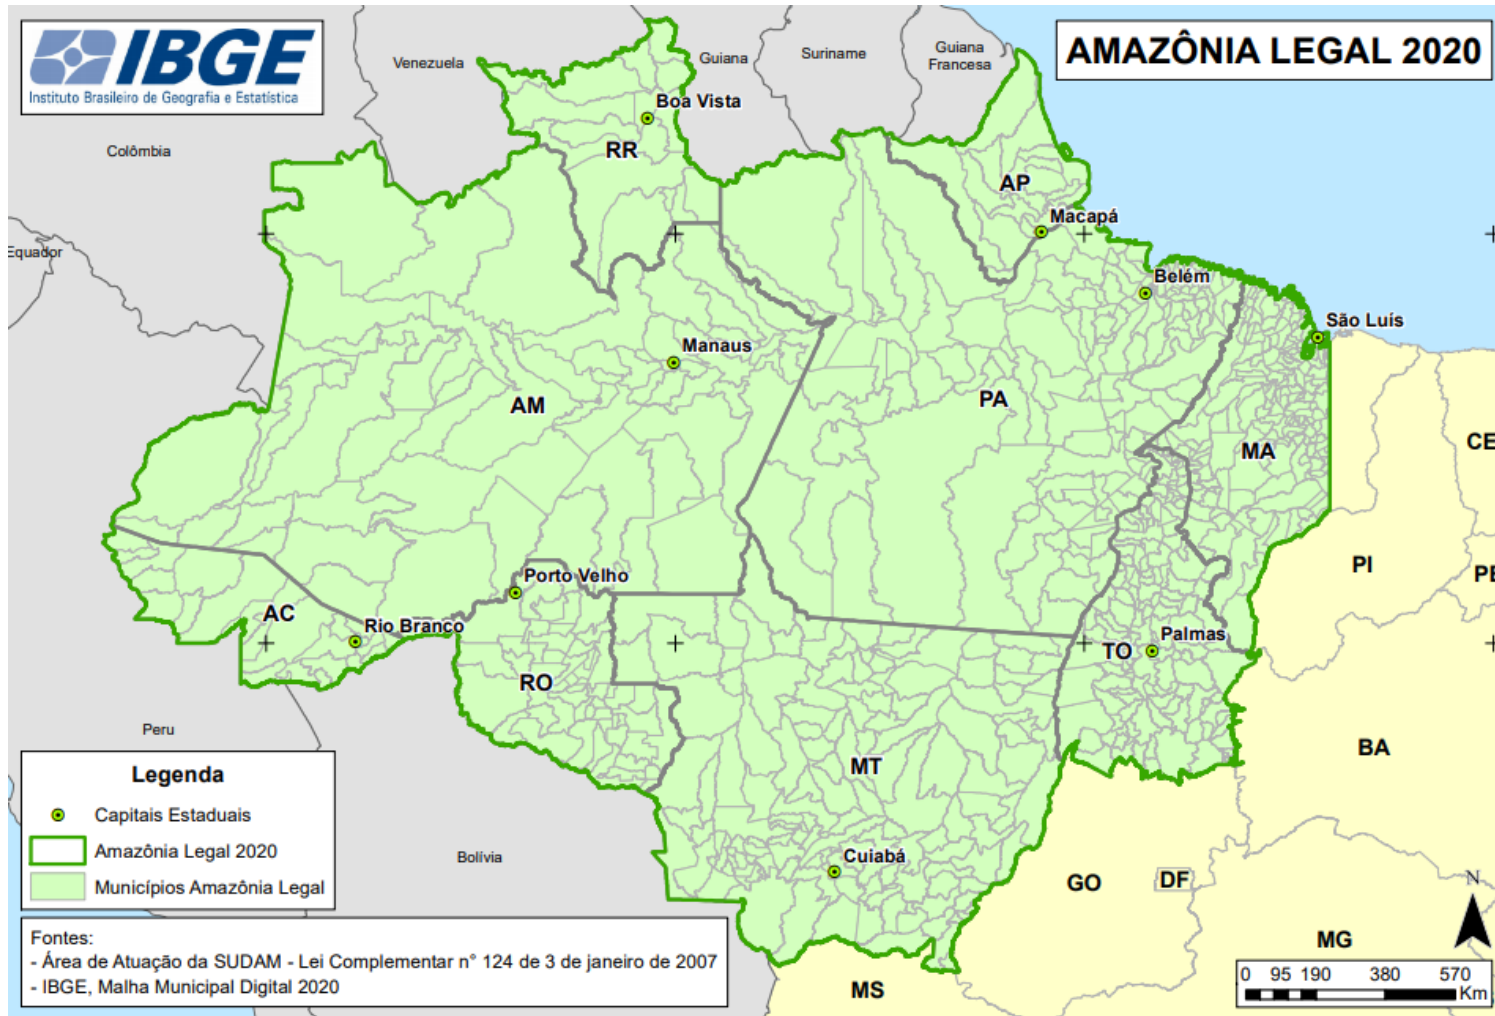 IBGE
Instituto Brasileiro de Geografia e Estatística
AMAZÔNIA LEGAL 2020
Venezuela
Guiana
Suriname
Guiana
Francesa
Colômbia
Boa Vista
RR
AP
Macapá
Equador
Belém
São Luís
Manaus
AM
PA
MA
CE
PI
PE
Porto Velho
AC
Rio Branco
Palmas
TO
RO
Peru
BA
MT
Bolívia
Cuiabá
GO
DF
MG
MS
Legenda
Capitais Estaduais
Amazônia Legal 2020
Municípios Amazônia Legal
Fontes:
- Área de Atuação da SUDAM - Lei Complementar n° 124 de 3 de janeiro de 2007
- IBGE, Malha Municipal Digital 2020
N
0 95 190 380 570
Km